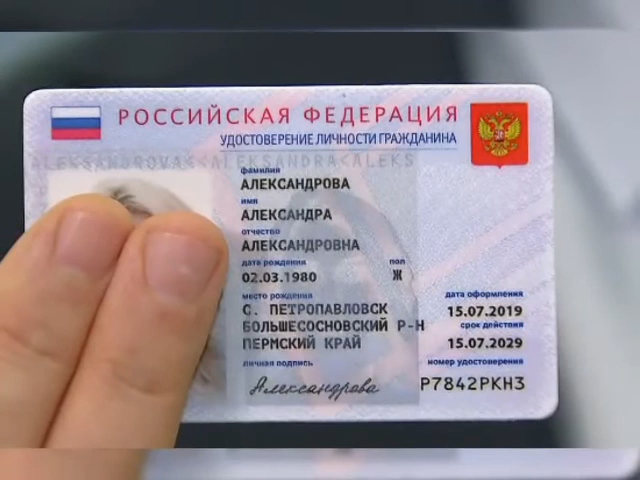 РОССИЙСКАЯ ФЕДЕРАЦИЯ
УДОСТОВЕРЕНИЕ ЛИЧНОСТИ ГРАЖДАНИНА
ALEKSANDROVA<<ALEKSANDRA<ALEKS
фамилия
АЛЕКСАНДРОВА
имя
АЛЕКСАНДРА
отчество
АЛЕКСАНДРОВНА
дата рождения пол
02.03.1980 Ж
место рождения дата оформления
С. ПЕТРОПАВЛОВСК 15.07.2019
БОЛЬШЕСОСНОВСКИЙ Р-Н срок действия
ПЕРМСКИЙ КРАЙ 15.07.2029
личная подпись номер удостоверения
Александрова P7842PKH3